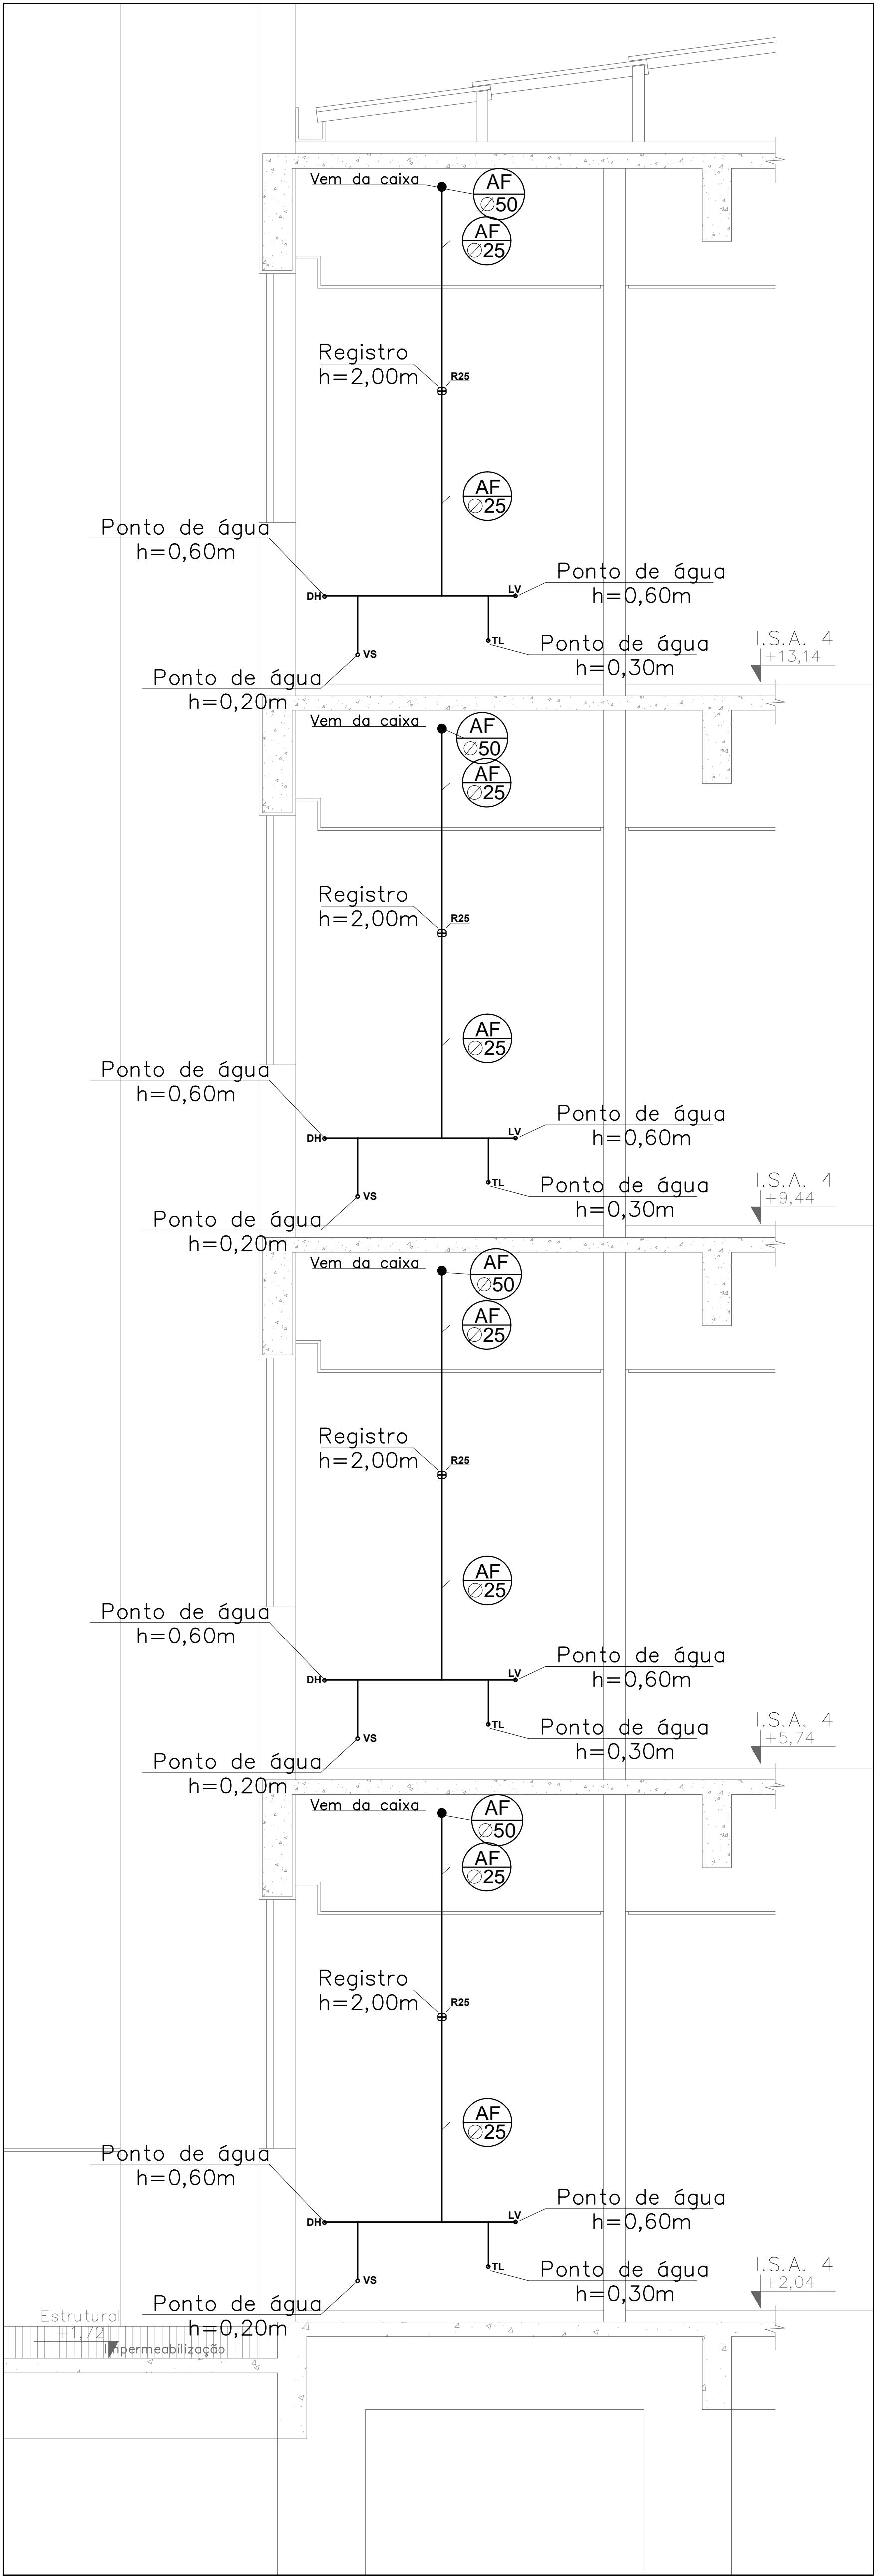 Vem da caixa
AF
∅50
AF
∅25
Registro
h=2,00m
R25
AF
∅25
Ponto de água
h=0,60m
DH
LV
Ponto de água
h=0,60m
VS
TL
Ponto de água
h=0,30m
Ponto de água
h=0,20m
I.S.A. 4
+13,14
Vem da caixa
AF
∅50
AF
∅25
Registro
h=2,00m
R25
AF
∅25
Ponto de água
h=0,60m
DH
LV
Ponto de água
h=0,60m
VS
TL
Ponto de água
h=0,30m
Ponto de água
h=0,20m
I.S.A. 4
+9,44
Vem da caixa
AF
∅50
AF
∅25
Registro
h=2,00m
R25
AF
∅25
Ponto de água
h=0,60m
DH
LV
Ponto de água
h=0,60m
VS
TL
Ponto de água
h=0,30m
Ponto de água
h=0,20m
I.S.A. 4
+5,74
Vem da caixa
AF
∅50
AF
∅25
Registro
h=2,00m
R25
AF
∅25
Ponto de água
h=0,60m
DH
LV
Ponto de água
h=0,60m
VS
TL
Ponto de água
h=0,30m
Ponto de água
h=0,20m
I.S.A. 4
+2,04
Estrutural
+1,72
Impermeabilização